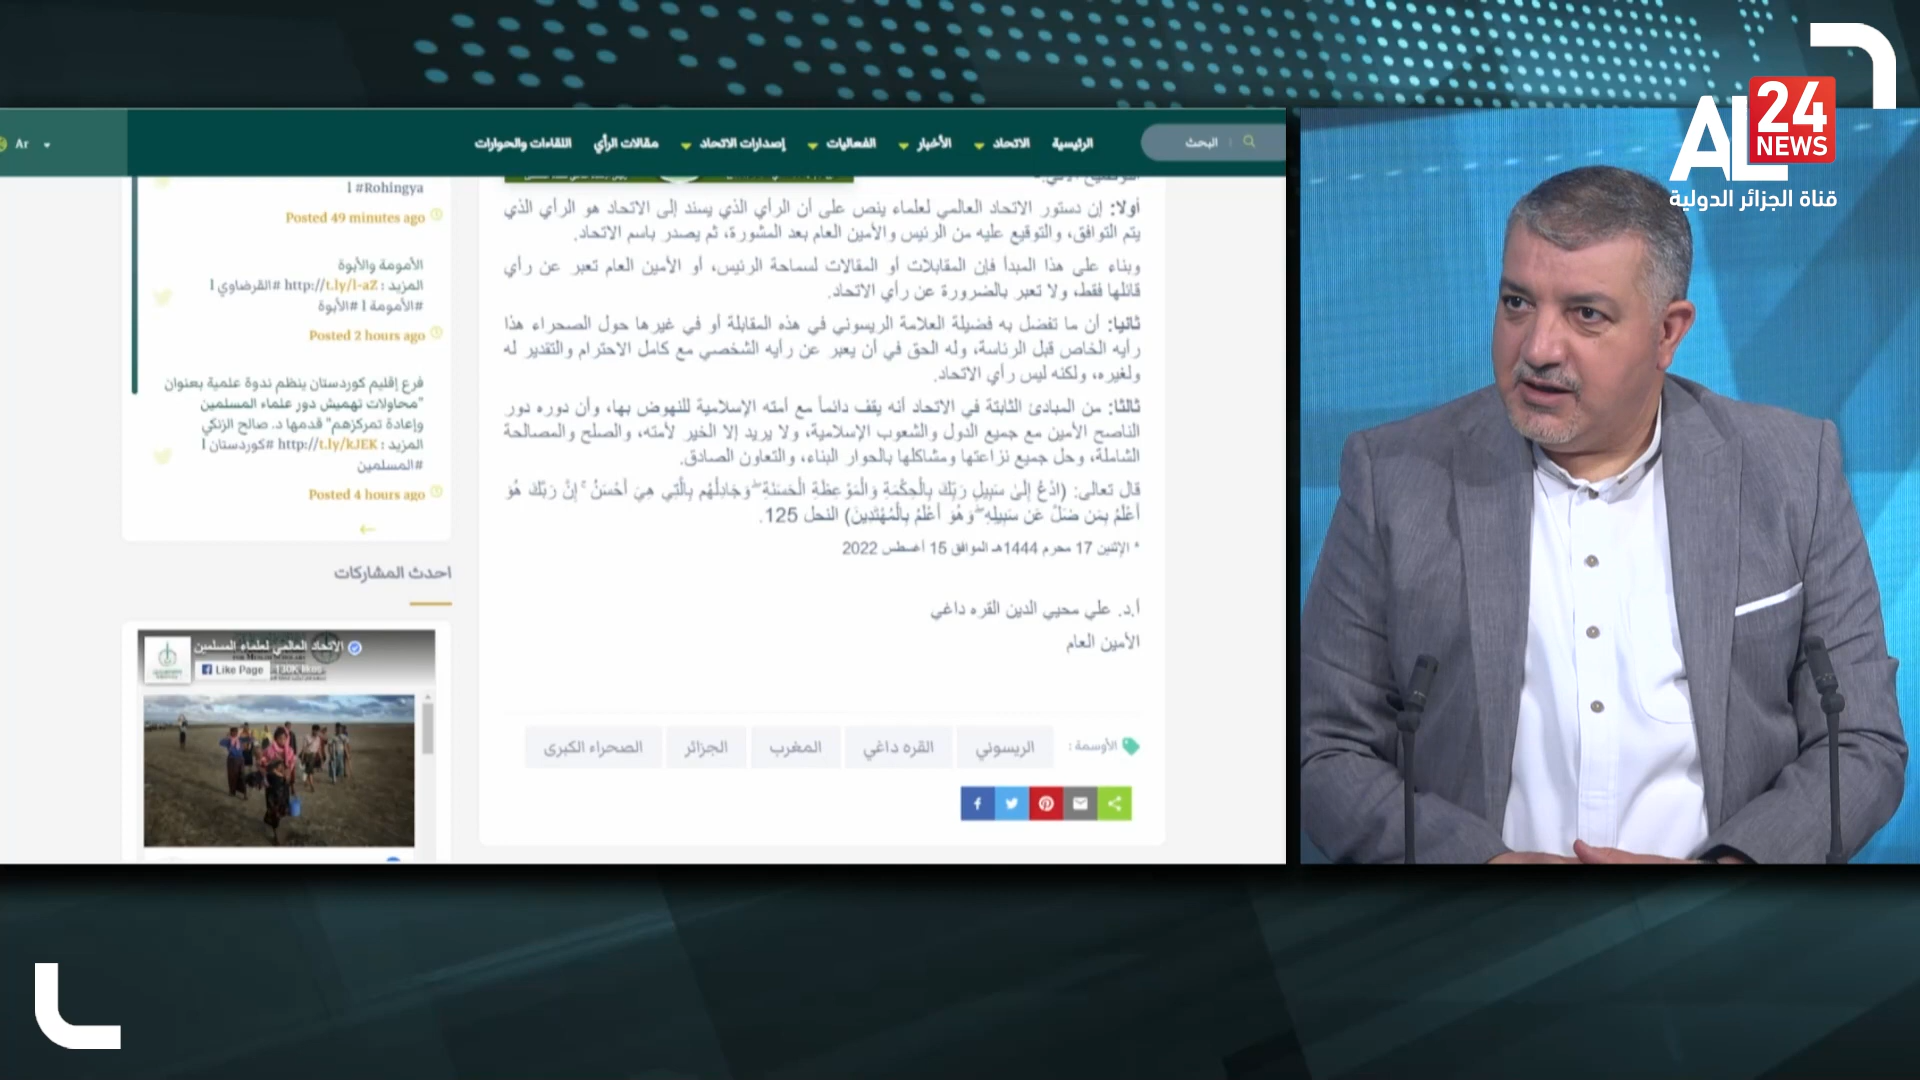 AL
24
NEWS
قناة الجزائر الدولية
البحث
الرئيسية
الاتحاد
الأخبار
الفعاليات
إصدارات الاتحاد
مقالات الرأي
اللقاءات والحوارات
Ar
أولا: إن دستور الاتحاد العالمي لعلماء ينص على أن الرأي الذي يسند إلى الاتحاد هو الرأي الذي
يتم التوافق، والتوقيع عليه من الرئيس والأمين العام بعد المشورة، ثم يصدر باسم الاتحاد.
وبناء على هذا المبدأ فإن المقابلات أو المقالات لسماحة الرئيس، أو الأمين العام تعبر عن رأي
قائلها فقط، ولا تعبر بالضرورة عن رأي الاتحاد.
ثانيا: أن ما تفضل به فضيلة العلامة الريسوني في هذه المقابلة أو في غيرها حول الصحراء هذا
رأيه الخاص قبل الرئاسة، وله الحق في أن يعبر عن رأيه الشخصي مع كامل الاحترام والتقدير له
ولغيره، ولكنه ليس رأي الاتحاد.
ثالثا: من المبادئ الثابتة في الاتحاد أنه يقف دائماً مع أمته الإسلامية للنهوض بها، وأن دوره دور
الناصح الأمين مع جميع الدول والشعوب الإسلامية، ولا يريد إلا الخير لأمته، والصلح والمصالحة
الشاملة، وحل جميع نزاعتها ومشاكلها بالحوار البناء، والتعاون الصادق.
قال تعالى: (ادْعُ إِلىٰ سَبِيلِ رَبِّكَ بِالْحِكْمَةِ وَالْمَوْعِظَةِ الْحَسَنَةِ ۖ وَجَادِلْهُم بِالَّتِي هِيَ أَحْسَنُ ۚ إِنَّ رَبَّكَ هُوَ
أَعْلَمُ بِمَن ضَلَّ عَن سَبِيلِهِ ۖ وَهُوَ أَعْلَمُ بِالْمُهْتَدِينَ) النحل 125.
* الإثنين 17 محرم 1444هـ الموافق 15 أغسطس 2022
أ.د. علي محيي الدين القره داغي
الأمين العام
الأوسمة :
الريسوني
القره داغي
المغرب
الجزائر
الصحراء الكبرى
l #Rohingya
Posted 49 minutes ago
الأمومة والأبوة
المزيد : http://t.ly/l-aZ #القرضاوي l
#الأمومة l #الأبوة
Posted 2 hours ago
فرع إقليم كوردستان ينظم ندوة علمية بعنوان
"محاولات تهميش دور علماء المسلمين
وإعادة تمركزهم" قدمها د. صالح الزنكي
المزيد : http://t.ly/kJEK #كوردستان l
#المسلمين
Posted 4 hours ago
احدث المشاركات
الاتحاد العالمي لعلماء المسلمين
Like Page
130K likes